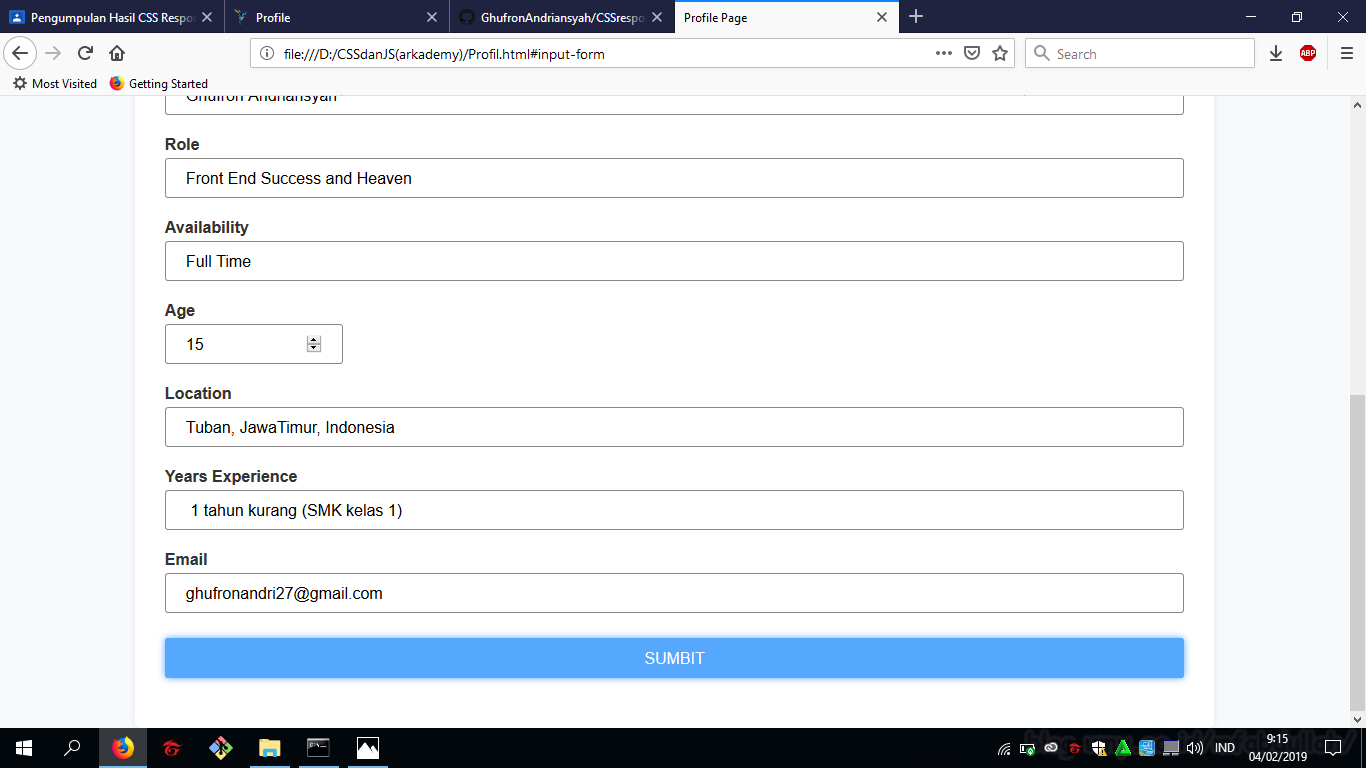 Pengumpulan Hasil CSS Respo
Profile
GhufronAndriansyah/CSSrespo
Profile Page
file:///D:/CSSdanJS(arkademy)/Profil.html#input-form
Search
ABP
Most Visited
Getting Started
Ghufron Andriansyah
Role
Front End Success and Heaven
Availability
Full Time
Age
15
Location
Tuban, JawaTimur, Indonesia
Years Experience
1 tahun kurang (SMK kelas 1)
Email
ghufronandri27@gmail.com
SUMBIT
IND
9:15
04/02/2019